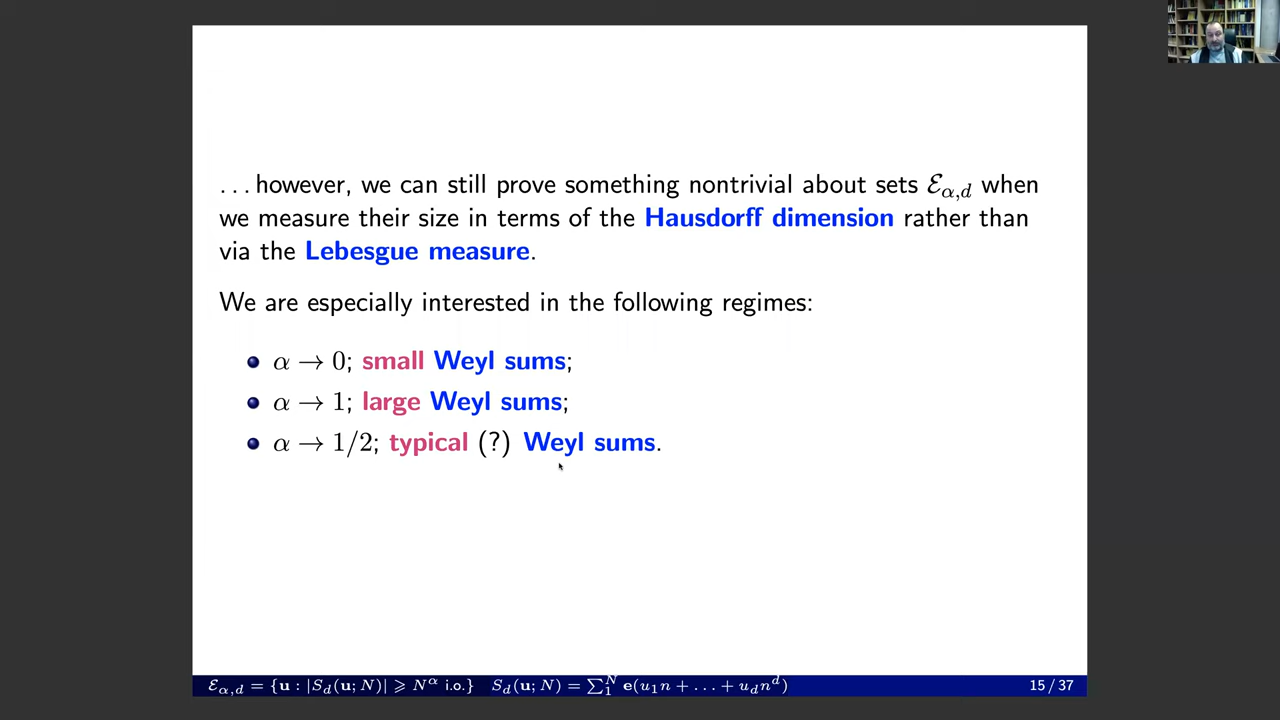 . . . however, we can still prove something nontrivial about sets ℰ_{α,d} when
we measure their size in terms of the Hausdorff dimension rather than
via the Lebesgue measure.
We are especially interested in the following regimes:
α → 0; small Weyl sums;
α → 1; large Weyl sums;
α → 1/2; typical (?) Weyl sums.
ℰ_{α,d} = {u : |S_d(u; N)| ⩾ N^α i.o.} S_d(u; N) = ∑_1^N e(u_1n + . . . + u_dn^d) 15 / 37